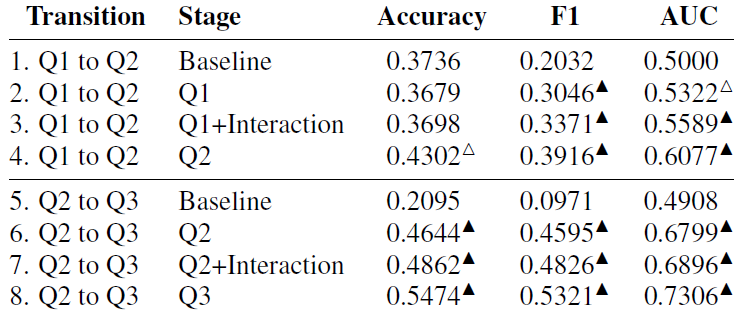 Transition Stage Accuracy F1 AUC
1. Q1 to Q2 Baseline 0.3736 0.2032 0.5000
2. Q1 to Q2 Q1 0.3679 0.3046▲ 0.5322△
3. Q1 to Q2 Q1+Interaction 0.3698 0.3371▲ 0.5589▲
4. Q1 to Q2 Q2 0.4302△ 0.3916▲ 0.6077▲
5. Q2 to Q3 Baseline 0.2095 0.0971 0.4908
6. Q2 to Q3 Q2 0.4644▲ 0.4595▲ 0.6799▲
7. Q2 to Q3 Q2+Interaction 0.4862▲ 0.4826▲ 0.6896▲
8. Q2 to Q3 Q3 0.5474▲ 0.5321▲ 0.7306▲